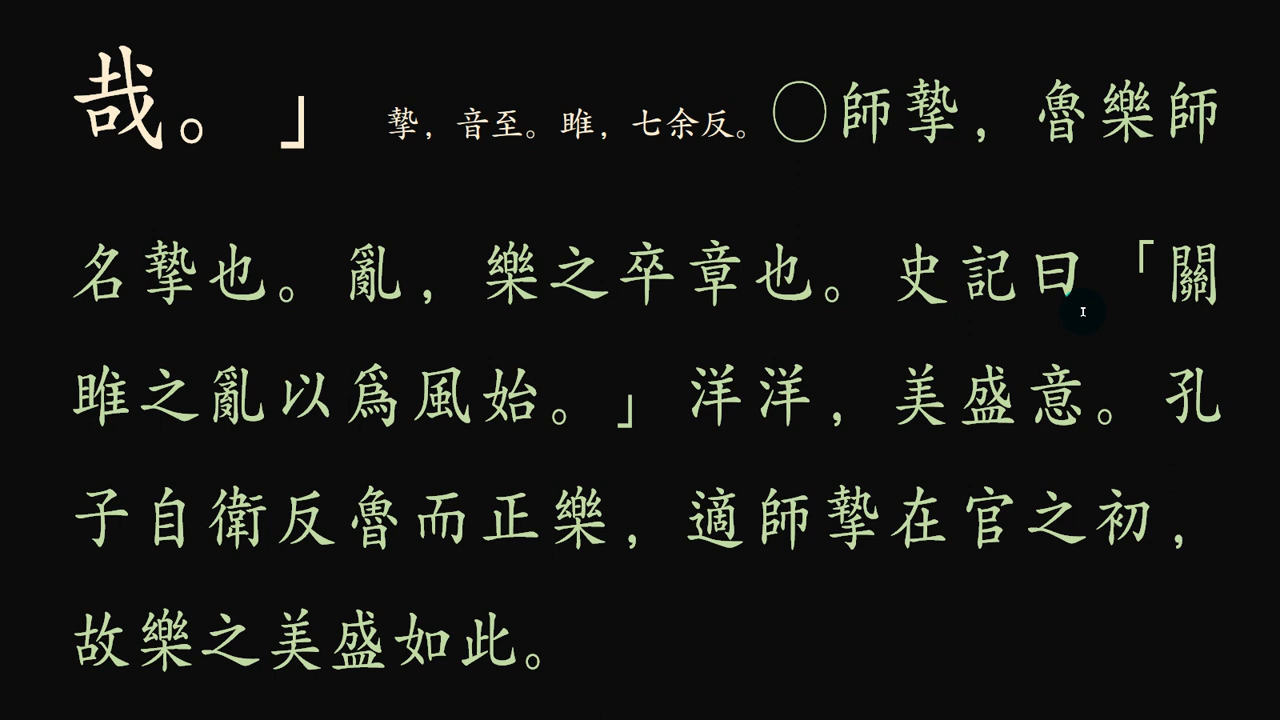 哉。」 摯，音至。雎，七余反。〇師摯，魯樂師
名摯也。亂，樂之卒章也。史記曰「關
雎之亂以爲風始。」洋洋，美盛意。孔
子自衛反魯而正樂，適師摯在官之初，
故樂之美盛如此。